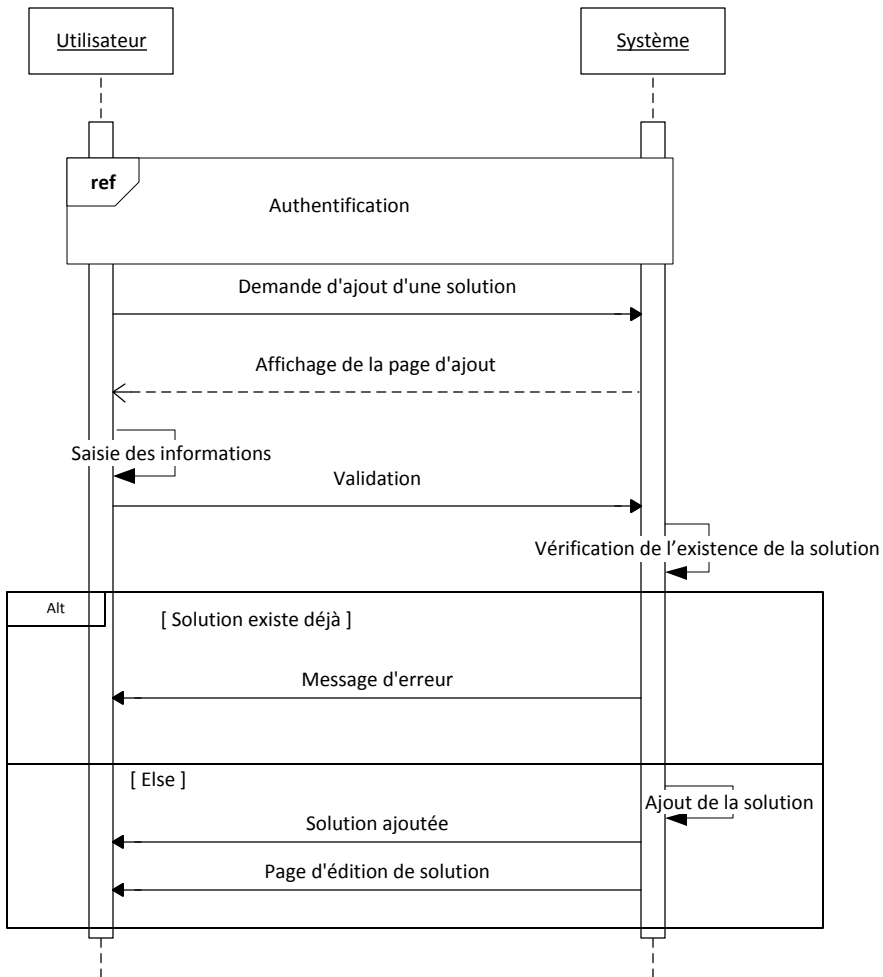 Utilisateur
Système
ref
Authentification
Demande d'ajout d'une solution
Affichage de la page d'ajout
Saisie des informations
Validation
Vérification de l’existence de la solution
Alt
[ Solution existe déjà ]
Message d'erreur
[ Else ]
Ajout de la solution
Solution ajoutée
Page d'édition de solution